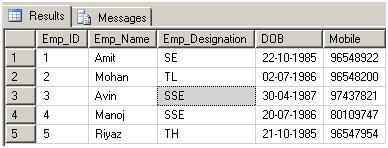 Results Messages
Emp_ID Emp_Name Emp_Designation DOB Mobile
1 1 Amit SE 22-10-1985 96548922
2 2 Mohan TL 02-07-1986 96548200
3 3 Avin SSE 30-04-1987 97437821
4 4 Manoj SSE 20-07-1986 80109747
5 5 Riyaz TH 21-10-1985 96547954